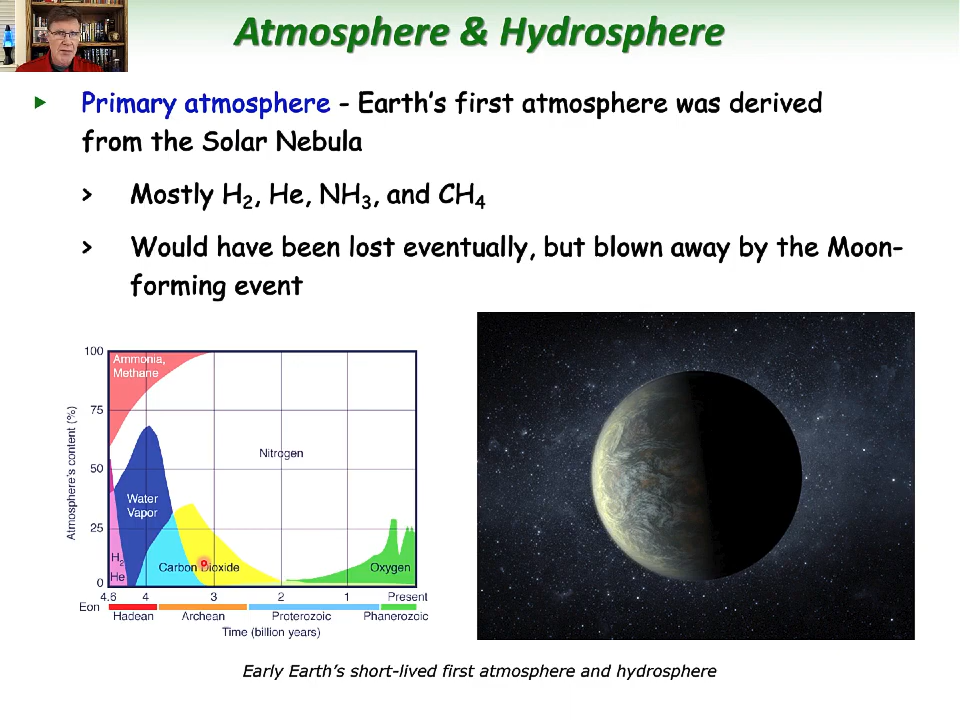 Atmosphere & Hydrosphere
Primary atmosphere - Earth's first atmosphere was derived
from the Solar Nebula
> Mostly H₂, He, NH₃, and CH₄
> Would have been lost eventually, but blown away by the Moon-
forming event
Atmosphere's content (%)
100
75
50
25
0
Ammonia,
Methane
Nitrogen
Water
Vapor
H₂
He
Carbon Dioxide
Oxygen
4.6 4 3 2 1 Present
Eon
Hadean Archean Proterozoic Phanerozoic
Time (billion years)
Early Earth's short-lived first atmosphere and hydrosphere